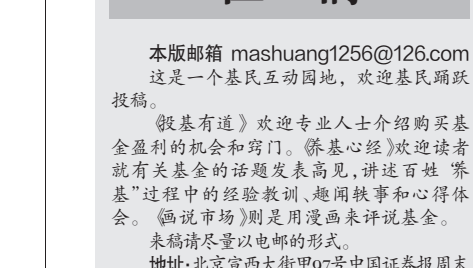 本版邮箱 mashuang1256@126.com
这是一个基民互动园地，欢迎基民踊跃
投稿。
《投基有道》欢迎专业人士介绍购买基
金盈利的机会和窍门。《养基心经》欢迎读者
就有关基金的话题发表高见,讲述百姓“养
基”过程中的经验教训、趣闻轶事和心得体
会。《画说市场》则是用漫画来评说基金。
来稿请尽量以电邮的形式。
地址:北京宣西大街甲97号中国证券报周末